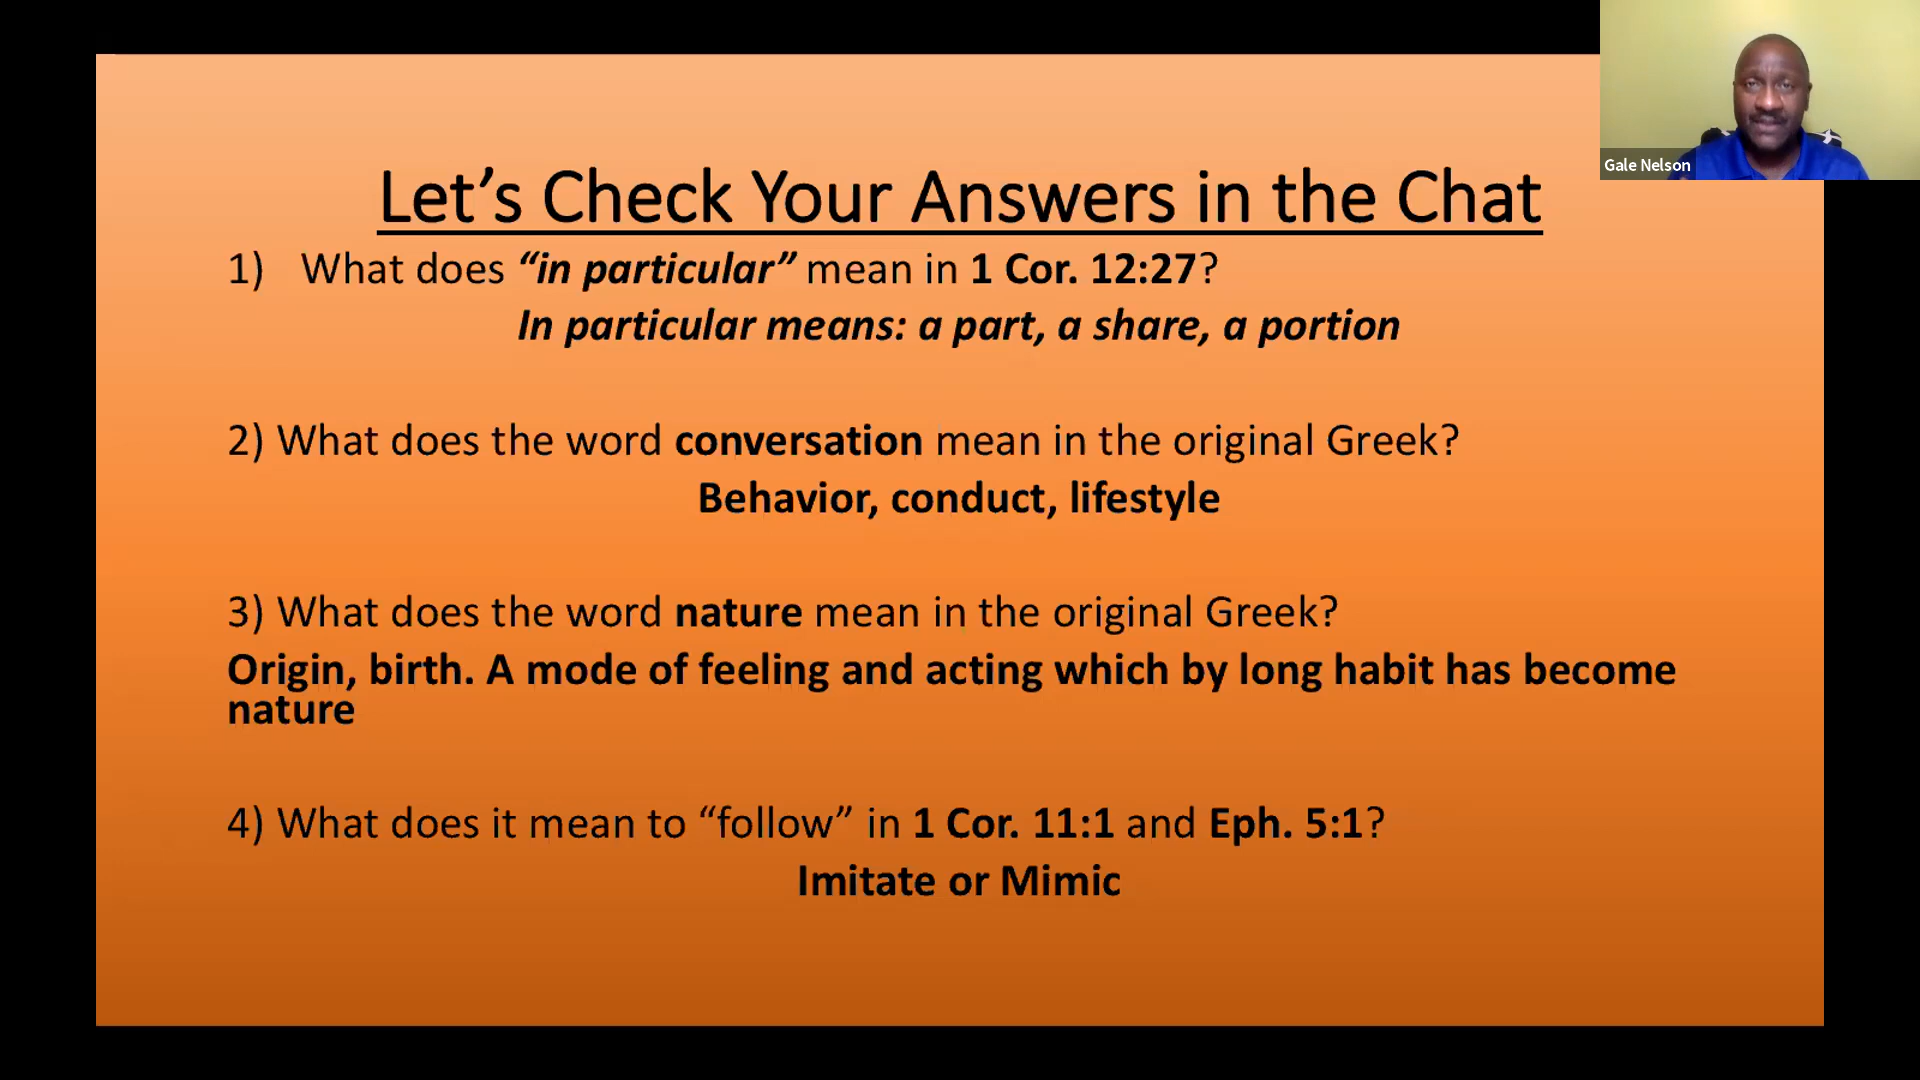 Gale Nelson
Let’s Check Your Answers in the Chat
1) What does “in particular” mean in 1 Cor. 12:27?
In particular means: a part, a share, a portion
2) What does the word conversation mean in the original Greek?
Behavior, conduct, lifestyle
3) What does the word nature mean in the original Greek?
Origin, birth. A mode of feeling and acting which by long habit has become
nature
4) What does it mean to “follow” in 1 Cor. 11:1 and Eph. 5:1?
Imitate or Mimic